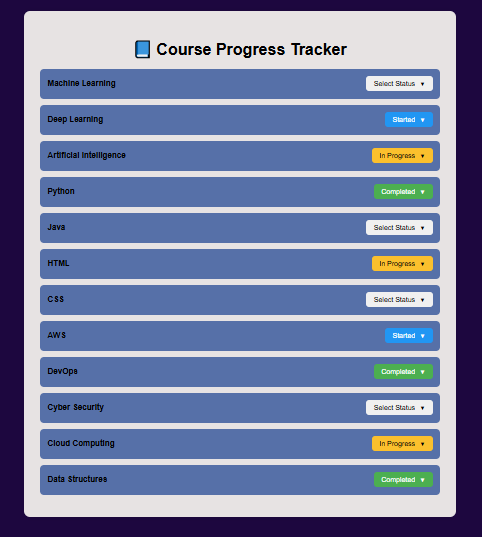 Course Progress Tracker
Machine Learning Select Status
Deep Learning Started
Artificial Intelligence In Progress
Python Completed
Java Select Status
HTML In Progress
CSS Select Status
AWS Started
DevOps Completed
Cyber Security Select Status
Cloud Computing In Progress
Data Structures Completed